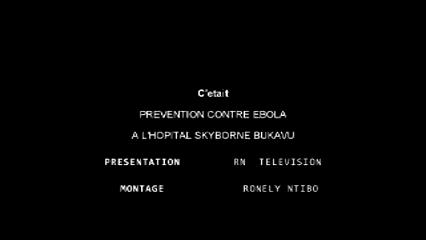 C'etait
PREVENTION CONTRE EBOLA
A L'HOPITAL SKYBORNE BUKAVU
PRESENTATION RN TELEVISION
MONTAGE RONELY NTIBO